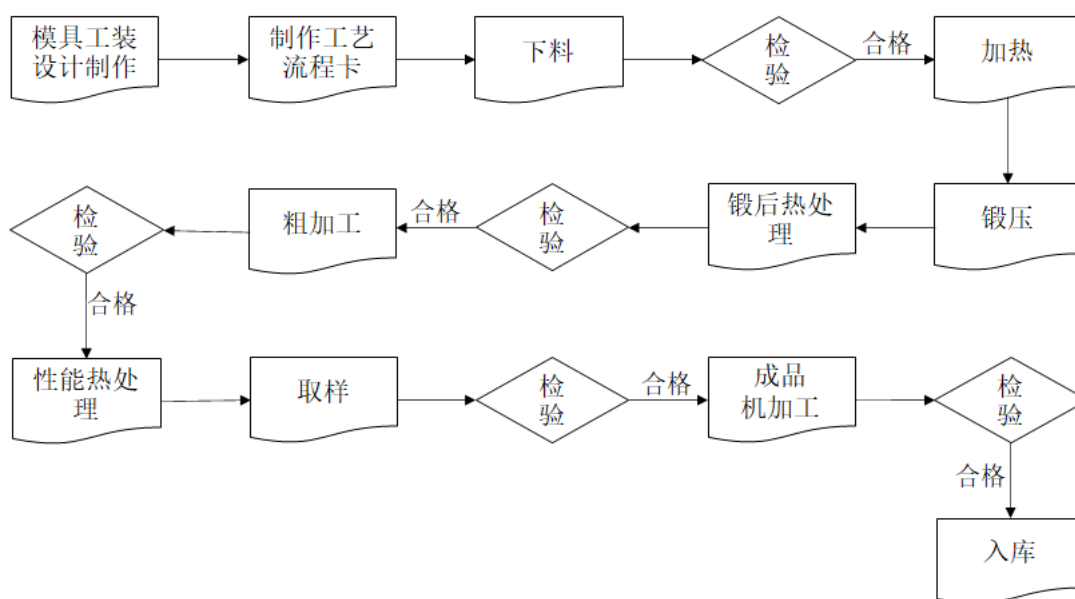 模具工装
设计制作
制作工艺
流程卡
下料
检
验
合格
加热
锻压
锻后热处
理
检
验
合格
粗加工
检
验
合格
性能热处
理
取样
检
验
合格
成品
机加工
检
验
合格
入库